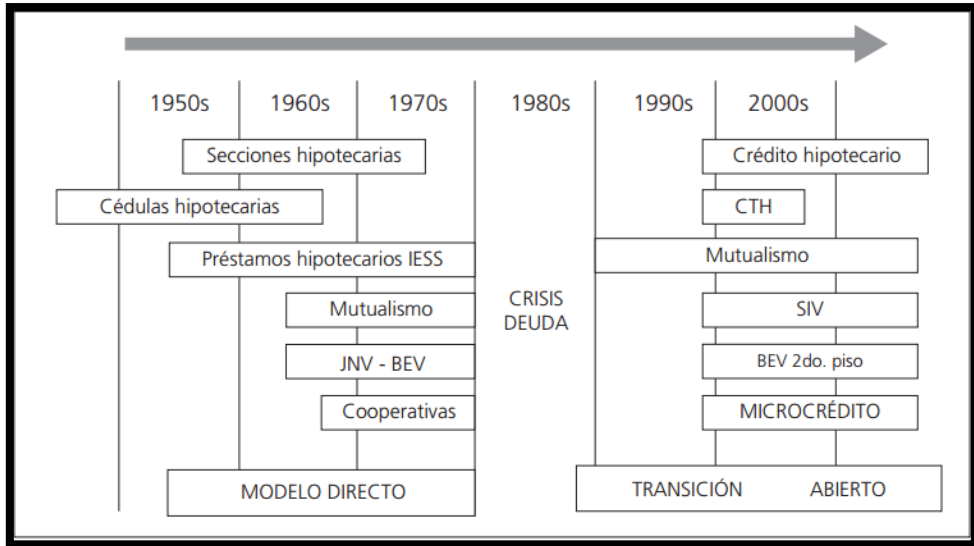 1950s 1960s 1970s 1980s 1990s 2000s
Secciones hipotecarias
Crédito hipotecario
Cédulas hipotecarias
CTH
Préstamos hipotecarios IESS
Mutualismo
Mutualismo
CRISIS
DEUDA
SIV
JNV - BEV
BEV 2do. piso
Cooperativas
MICROCRÉDITO
MODELO DIRECTO
TRANSICIÓN ABIERTO